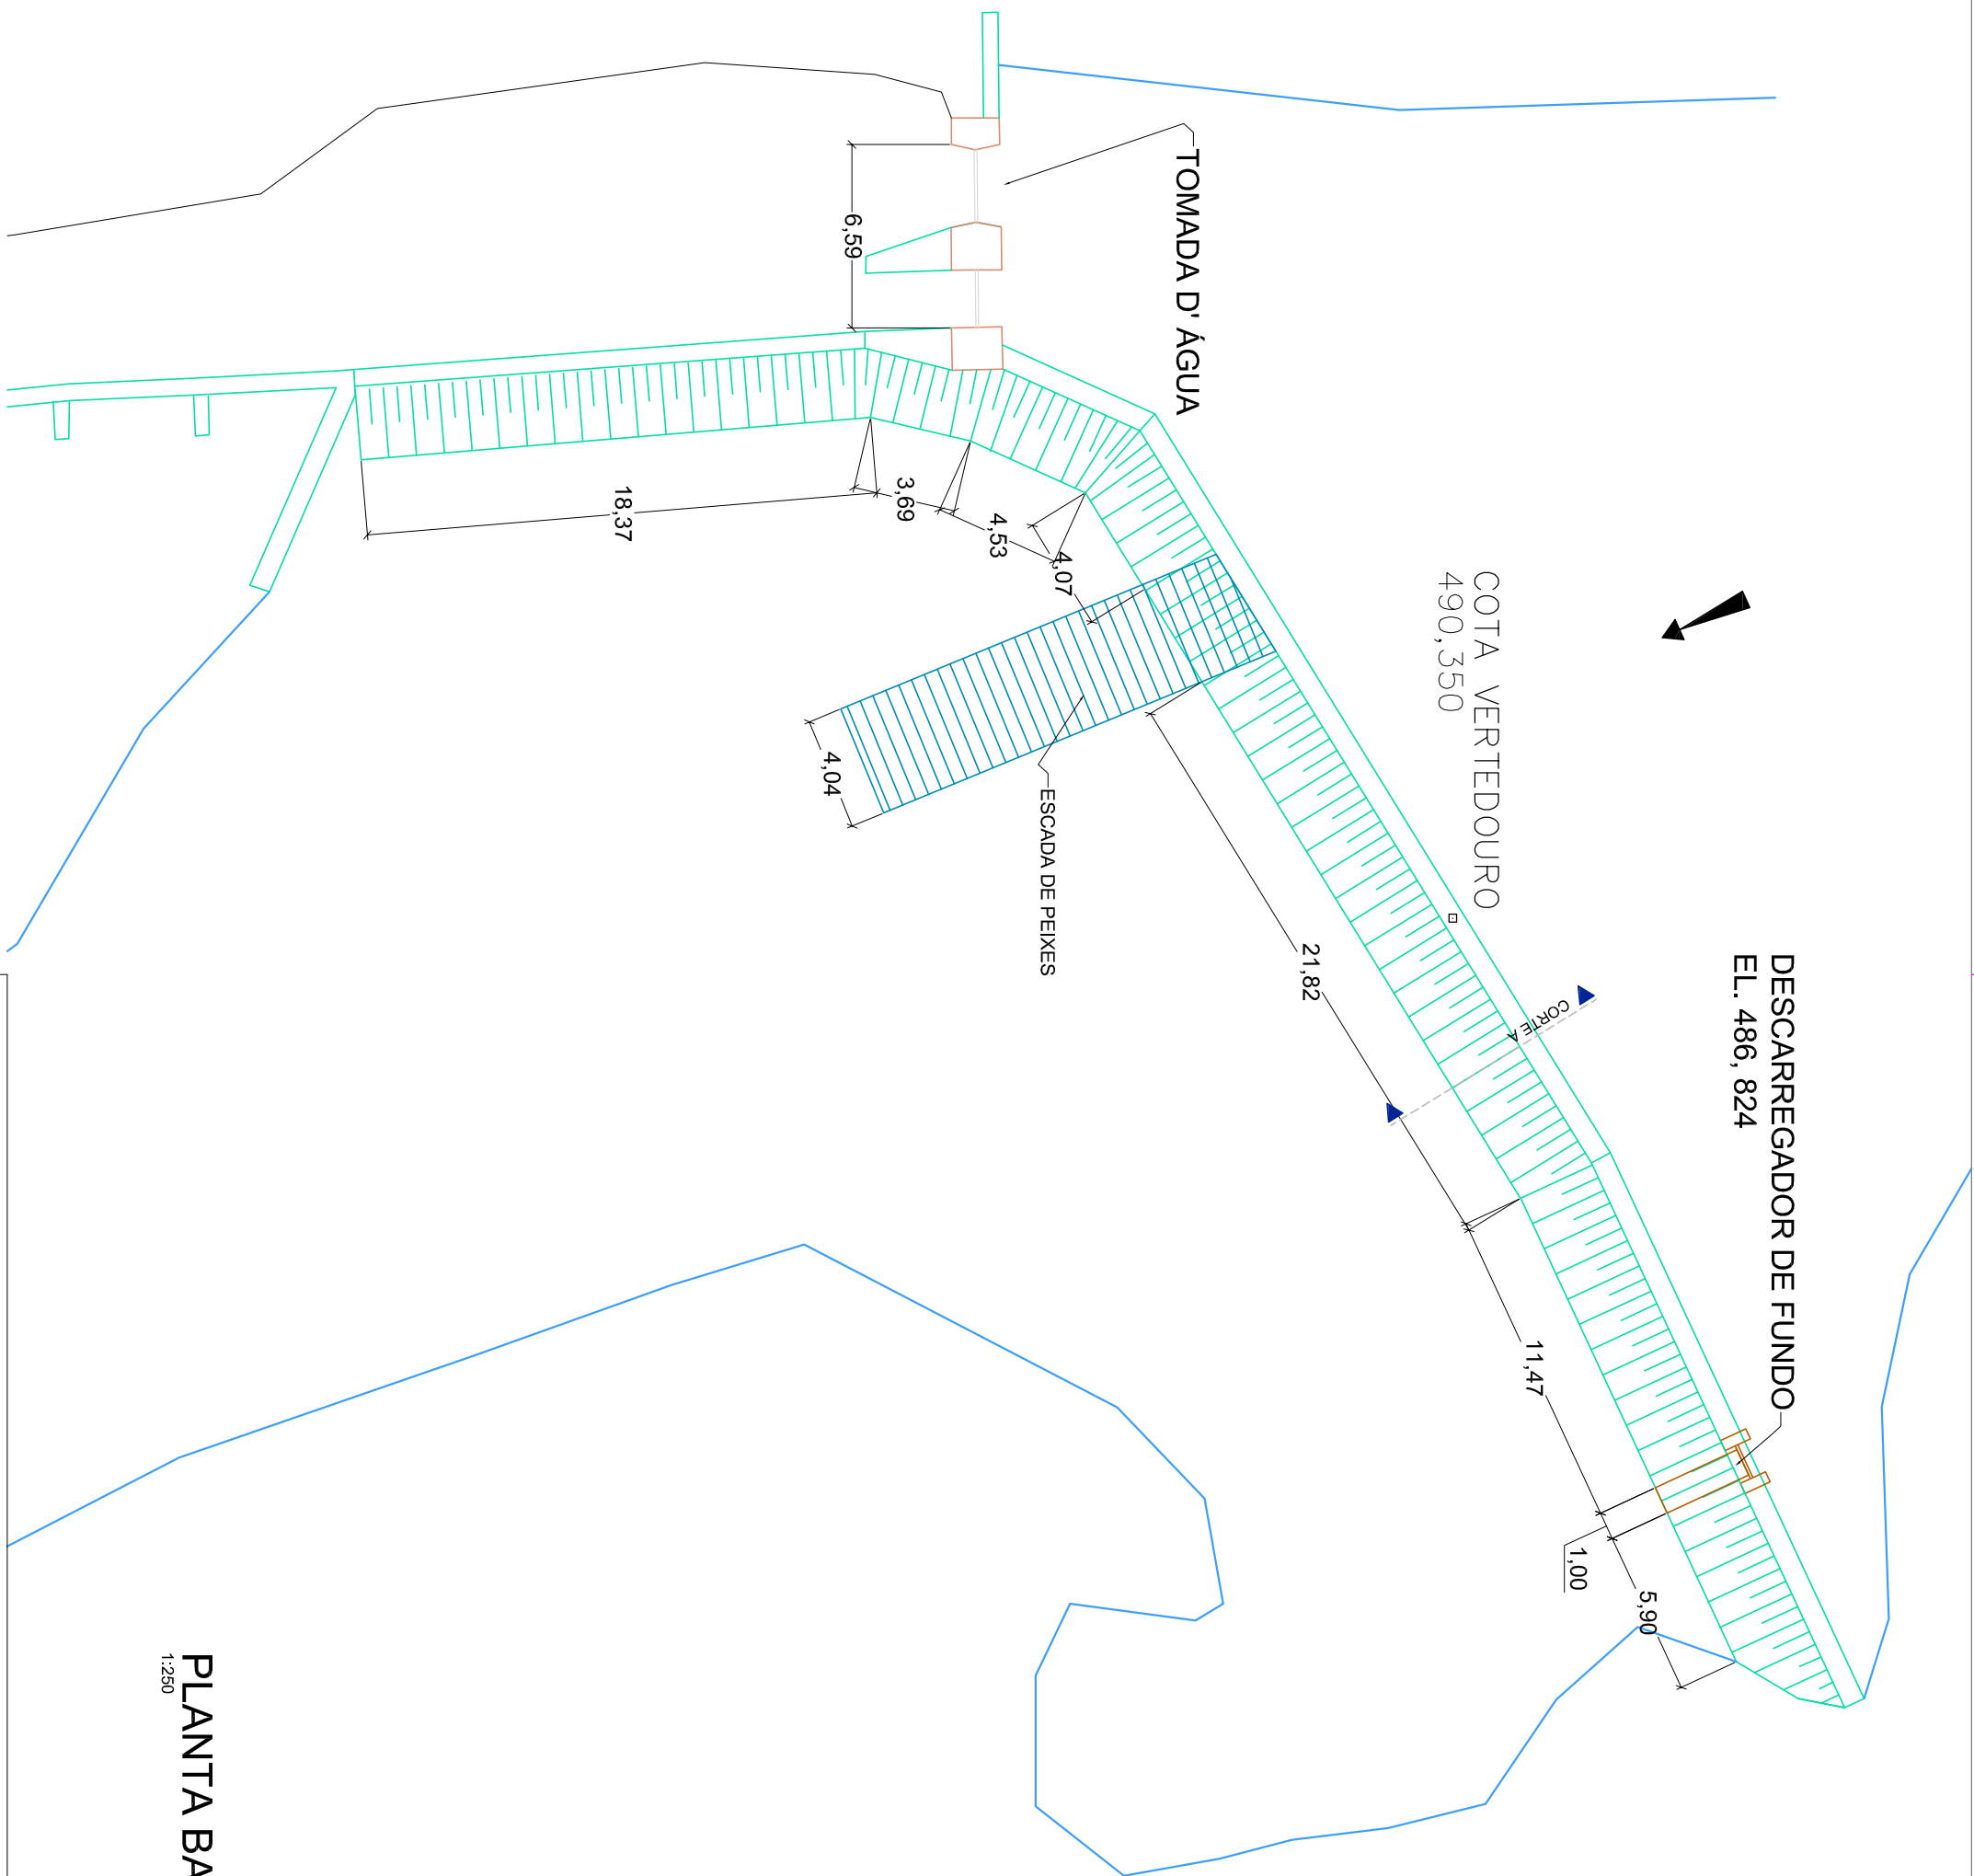 TOMADA D' ÁGUA
6,59
18,37
3,69
4,53
4,07
4,04
ESCADA DE PEIXES
COTA VERTEDOURO
490,350
21,82
CORTE A
DESCARREGADOR DE FUNDO
EL. 486, 824
11,47
1,00
5,90
PLANTA BA
1:250